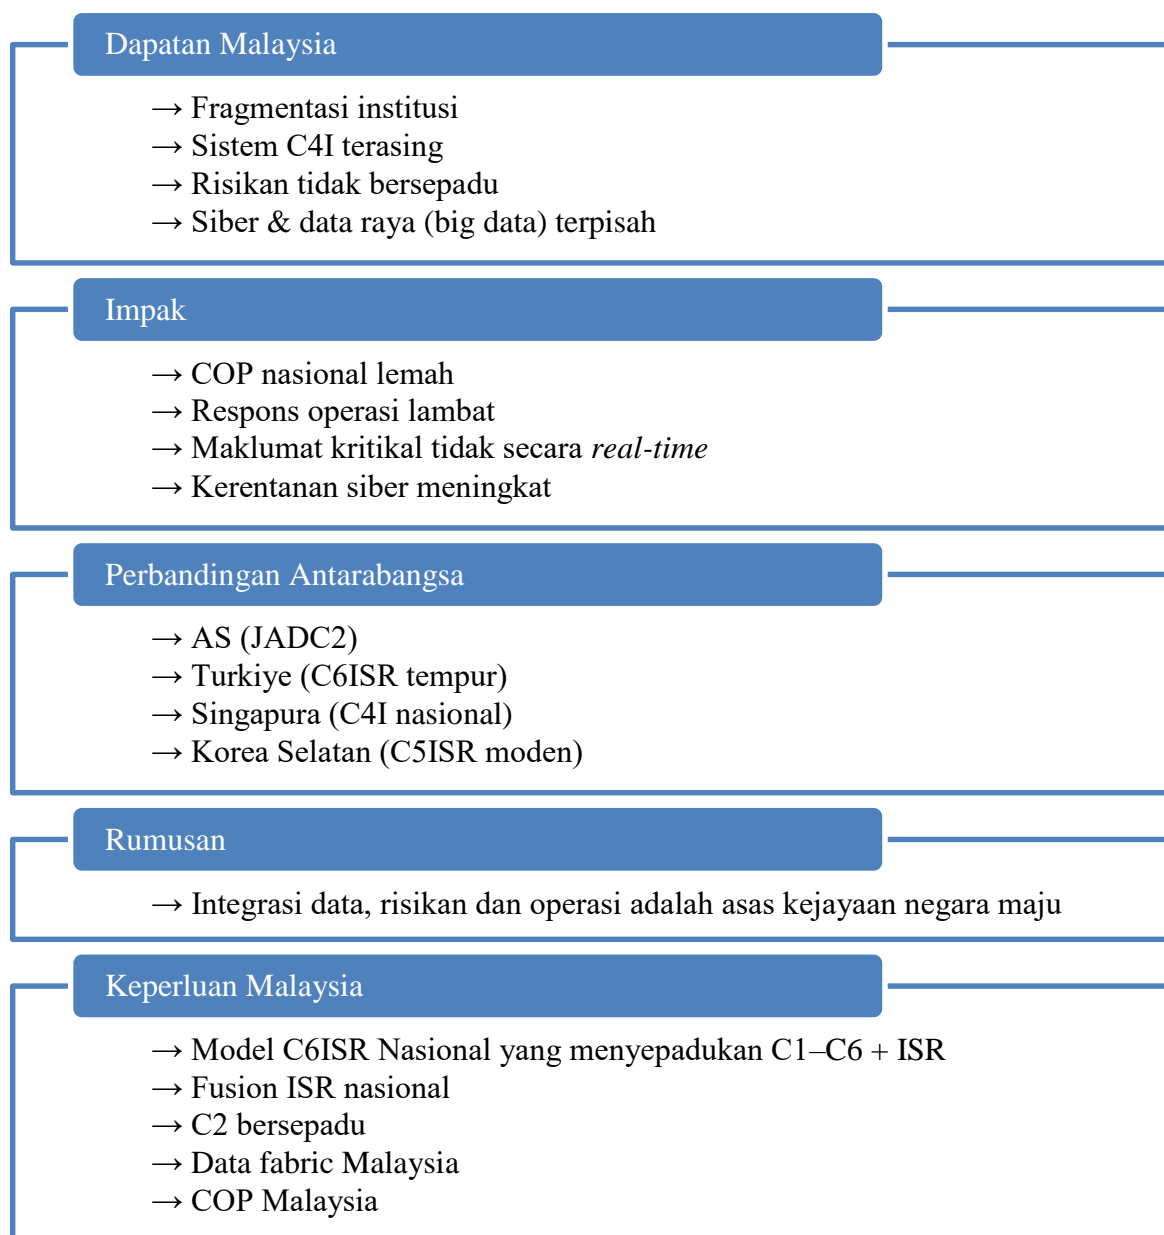 Dapatan Malaysia
→ Fragmentasi institusi
→ Sistem C4I terasing
→ Risikan tidak bersepadu
→ Siber & data raya (big data) terpisah
Impak
→ COP nasional lemah
→ Respons operasi lambat
→ Maklumat kritikal tidak secara real-time
→ Kerentanan siber meningkat
Perbandingan Antarabangsa
→ AS (JADC2)
→ Turkiye (C6ISR tempur)
→ Singapura (C4I nasional)
→ Korea Selatan (C5ISR moden)
Rumusan
→ Integrasi data, risikan dan operasi adalah asas kejayaan negara maju
Keperluan Malaysia
→ Model C6ISR Nasional yang menyepadukan C1–C6 + ISR
→ Fusion ISR nasional
→ C2 bersepadu
→ Data fabric Malaysia
→ COP Malaysia